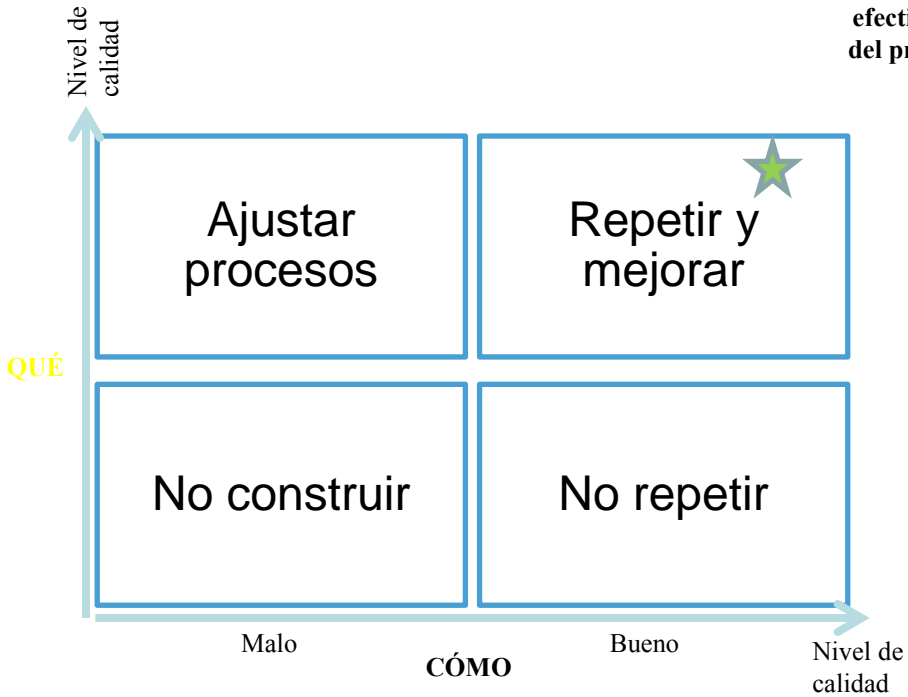 efecti
del pr
Nivel de
calidad
Ajustar
procesos
Repetir y
mejorar
QUÉ
No construir
No repetir
Malo
Bueno
CÓMO
Nivel de
calidad